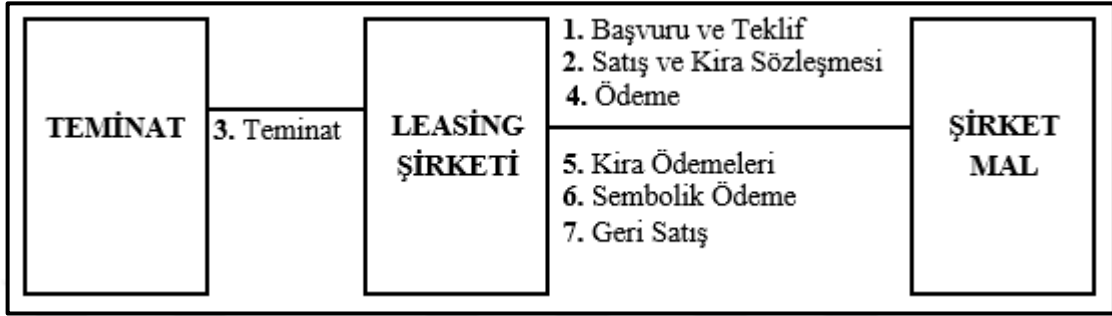 TEMİNAT
3. Teminat
LEASİNG
ŞİRKETİ
1. Başvuru ve Teklif
2. Satış ve Kira Sözleşmesi
4. Ödeme
5. Kira Ödemeleri
6. Sembolik Ödeme
7. Geri Satış
ŞİRKET
MAL